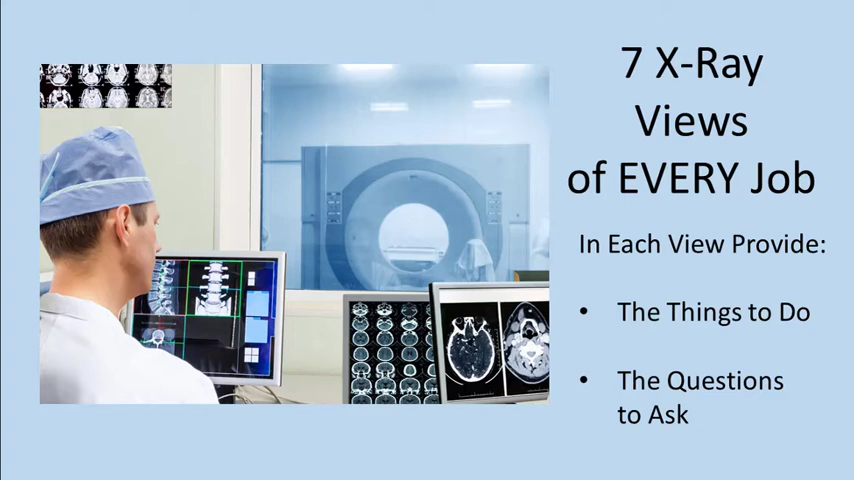 7 X-Ray
Views
of EVERY Job
In Each View Provide:
• The Things to Do
• The Questions
to Ask